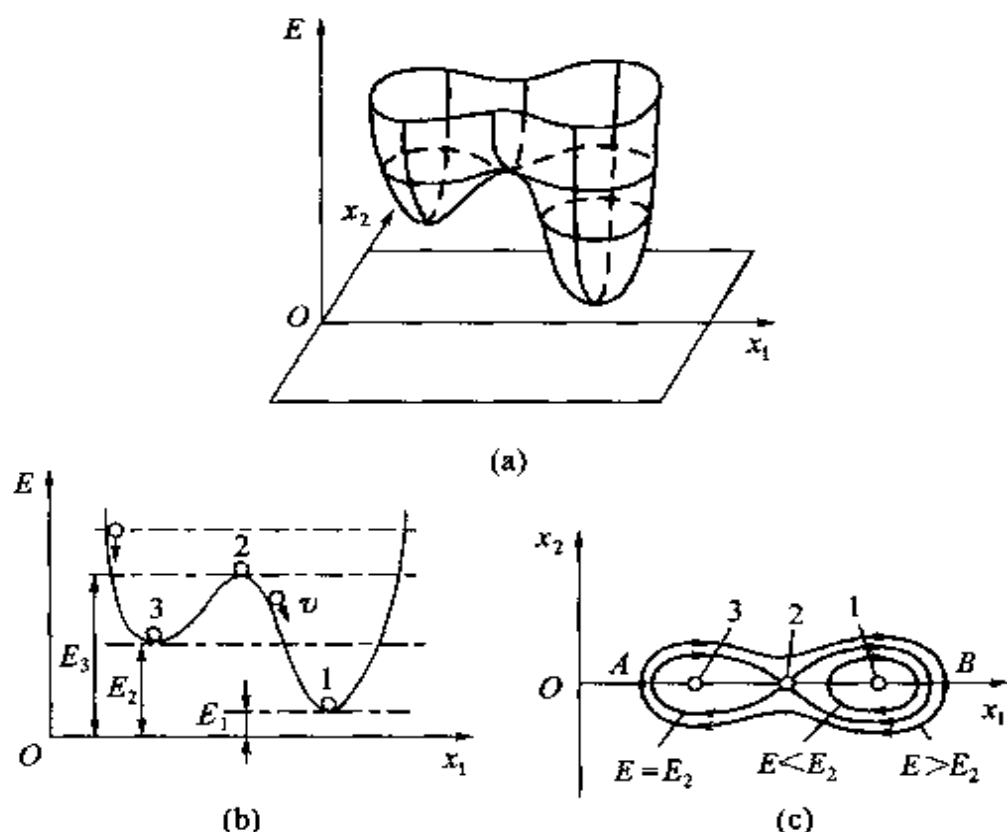 E
x₂
O
x₁
(a)
E
2
3
v
E₃
E₂
1
E₁
O
x₁
(b)
x₂
3
2
1
A
B
O
x₁
E = E₂
E<E₂
E>E₂
(c)